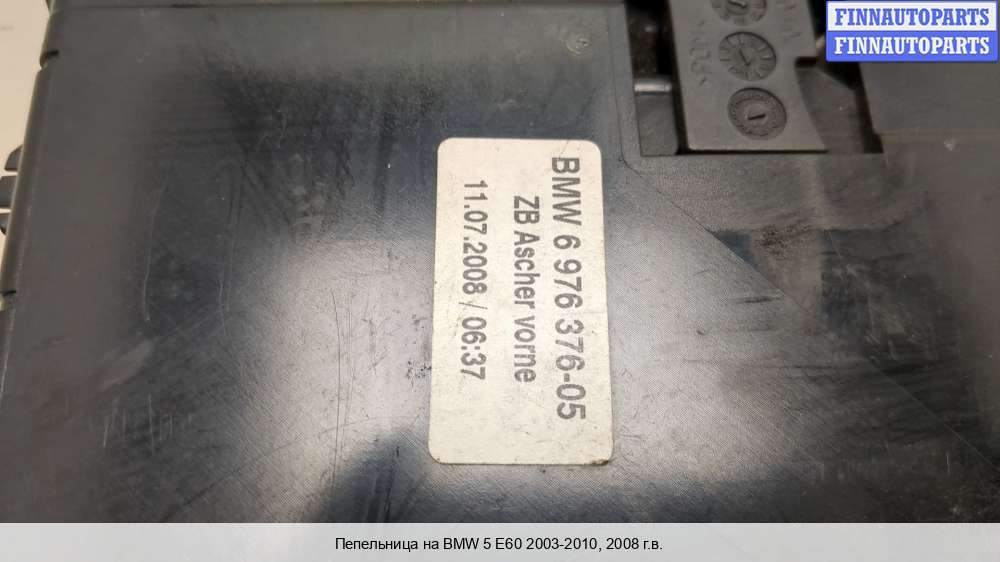 FINNAUTOPARTS
FINNAUTOPARTS
BMW 6 976 376-05
ZB Ascher vorne
11.07.2008 / 06:37
Пепельница на BMW 5 E60 2003-2010, 2008 г.в.